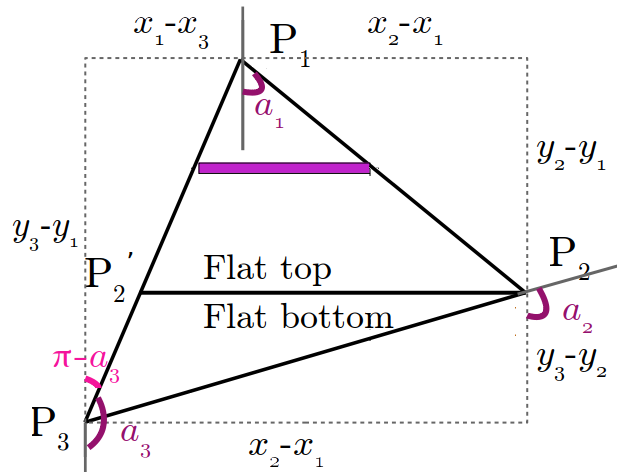 x₁-x₃
x₂-x₁
P₁
a₁
y₂-y₁
y₃-y₁
P₂'
Flat top
P₂
Flat bottom
a₂
π-a₃
y₃-y₂
P₃
a₃
x₂-x₁